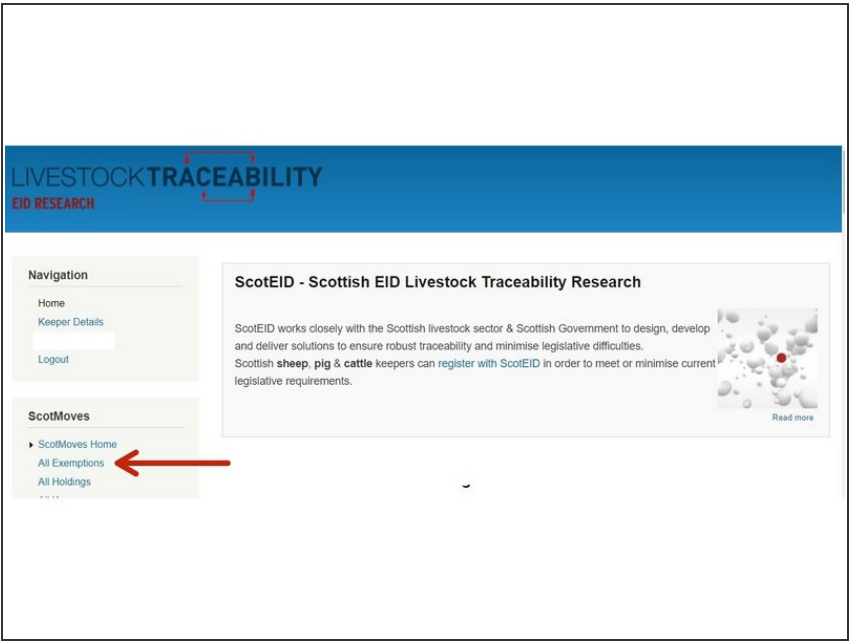 LIVESTOCKTRACEABILITY
EID RESEARCH
Navigation
Home
Keeper Details
Logout
ScotMoves
ScotMoves Home
All Exemptions
All Holdings
ScotEID - Scottish EID Livestock Traceability Research
ScotEID works closely with the Scottish livestock sector & Scottish Government to design, develop
and deliver solutions to ensure robust traceability and minimise legislative difficulties.
Scottish sheep, pig & cattle keepers can register with ScotEID in order to meet or minimise current
legislative requirements.
Read more